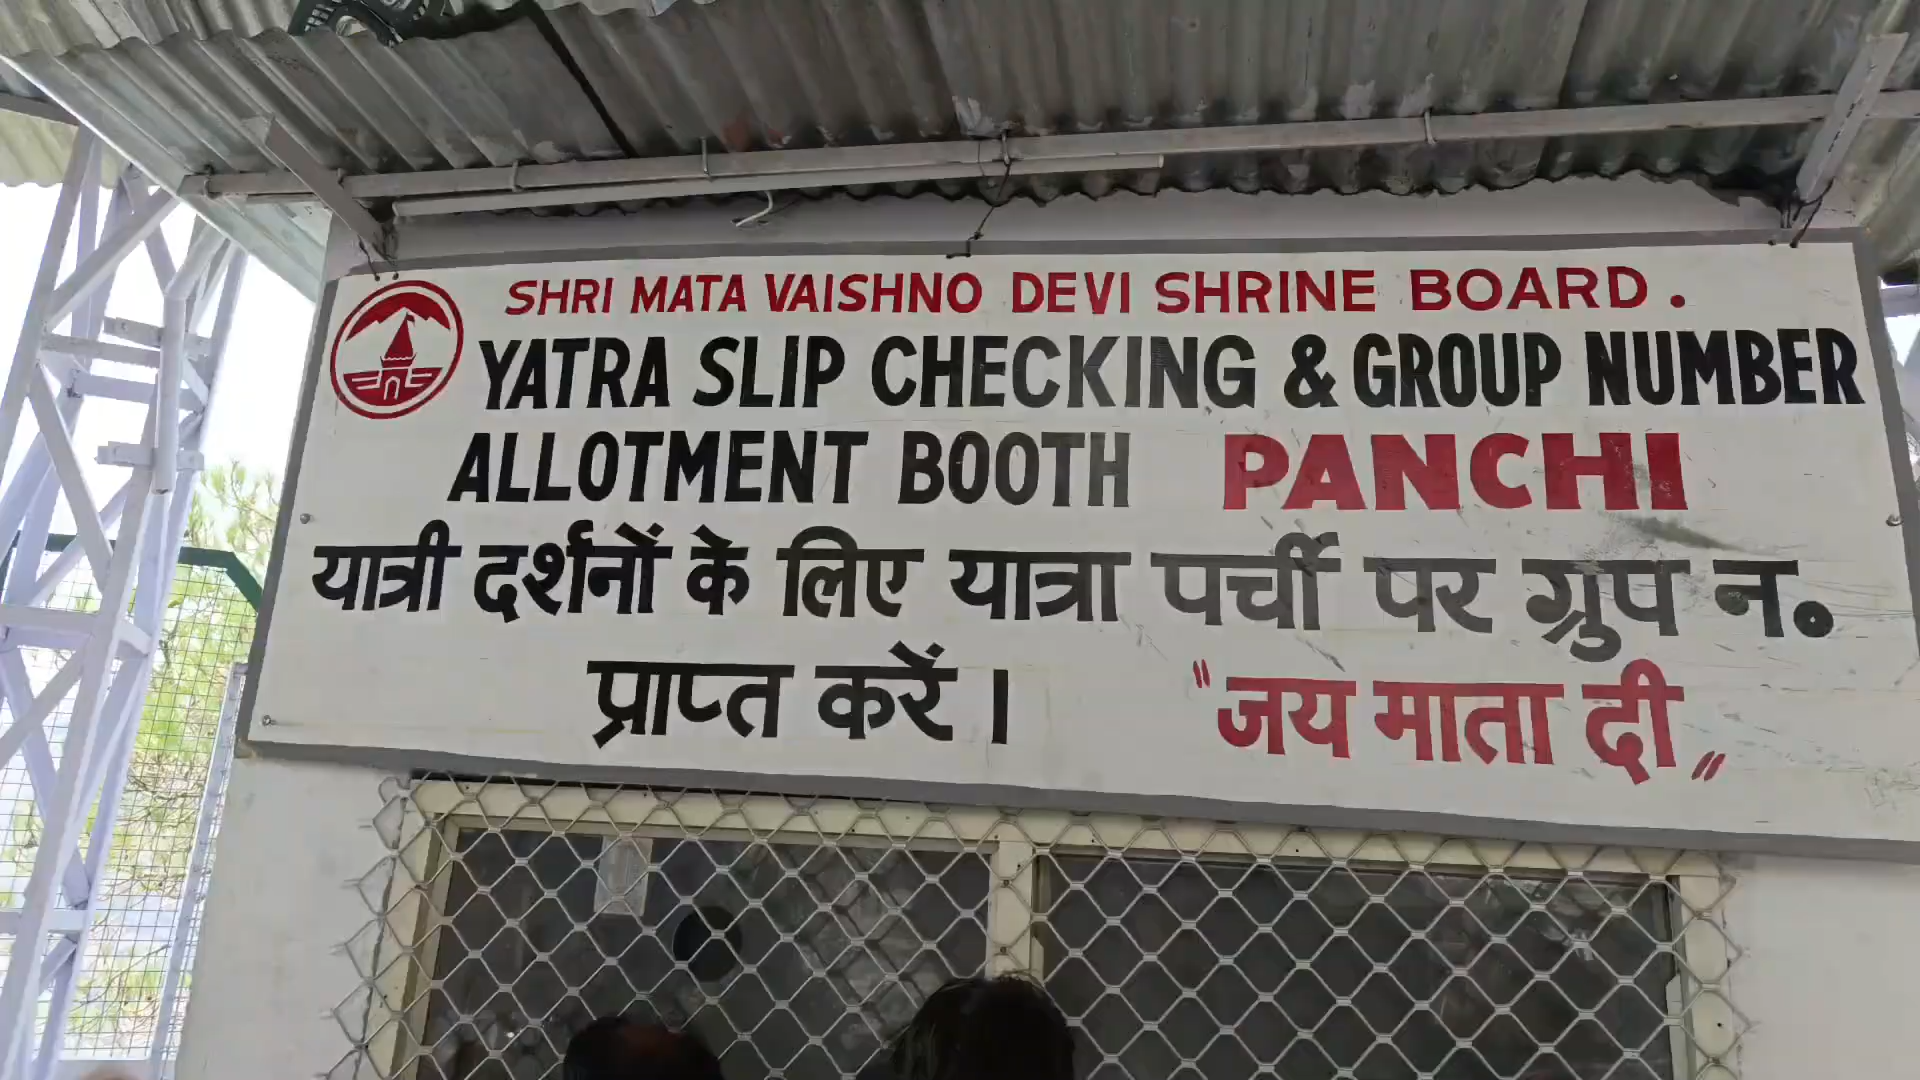 SHRI MATA VAISHNO DEVI SHRINE BOARD.
YATRA SLIP CHECKING & GROUP NUMBER
ALLOTMENT BOOTH PANCHI
यात्री दर्शनों के लिए यात्रा पर्ची पर ग्रुप न०
प्राप्त करें। "जय माता दी„